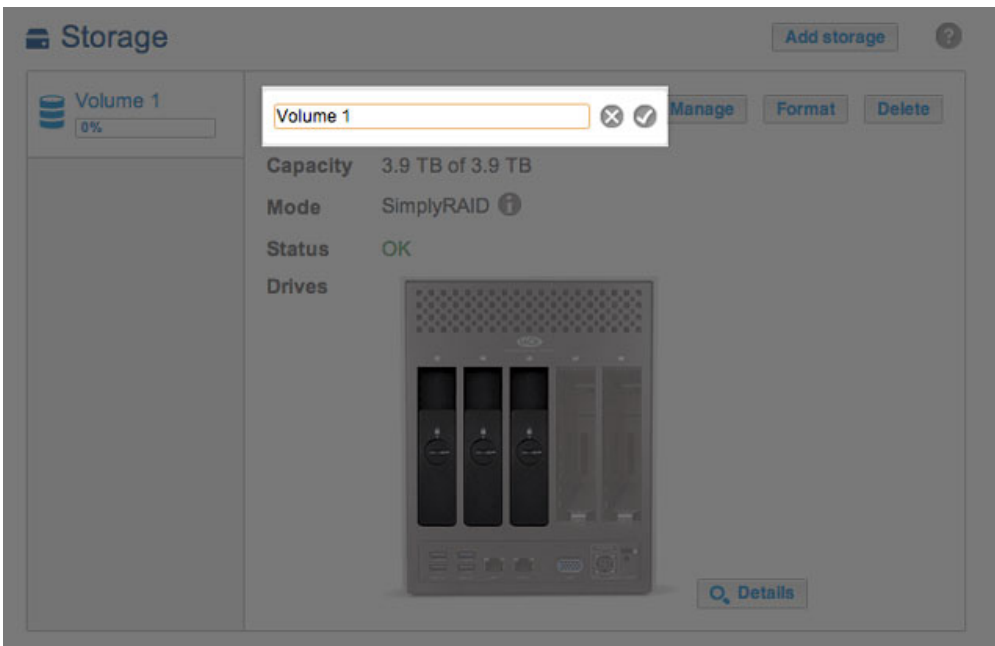 Storage
Add storage
?
Volume 1
0%
Volume 1
Manage
Format
Delete
Capacity 3.9 TB of 3.9 TB
Mode SimplyRAID
Status OK
Drives
Details